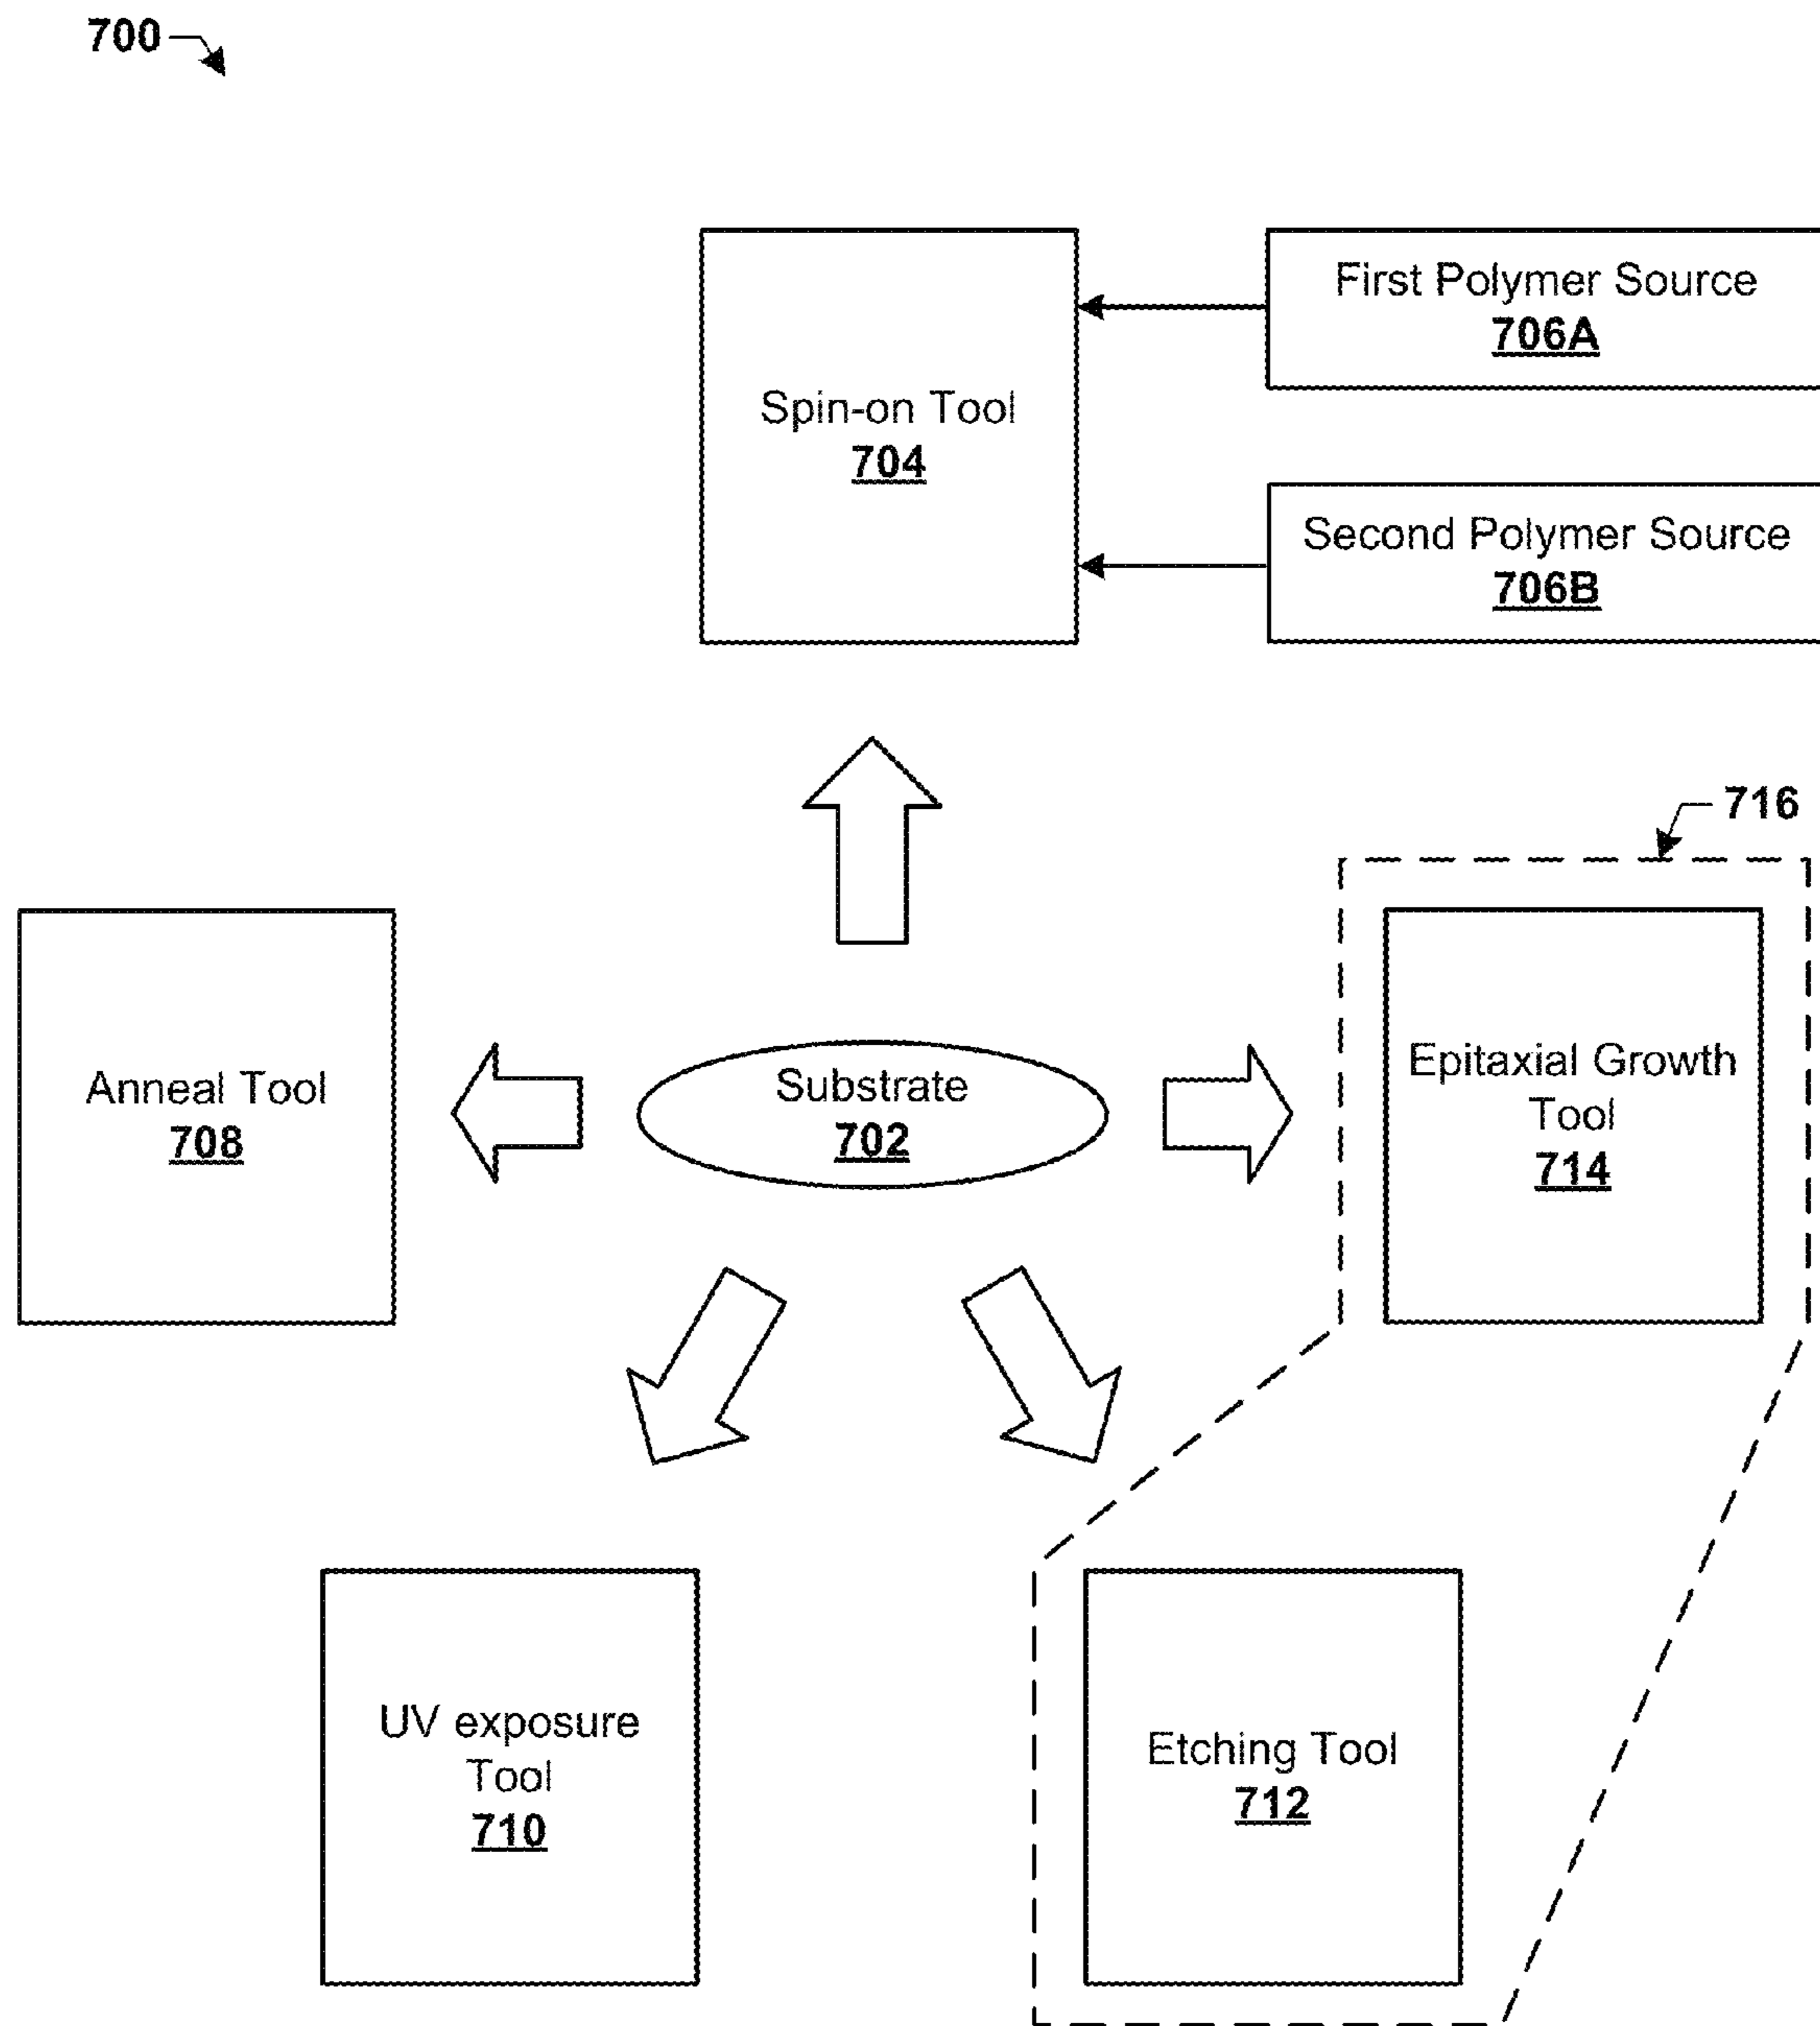 700
First Polymer Source
706A
Spin-on Tool
704
Second Polymer Source
706B
716
Anneal Tool
708
Substrate
702
Epitaxial Growth
Tool
714
UV exposure
Tool
710
Etching Tool
712